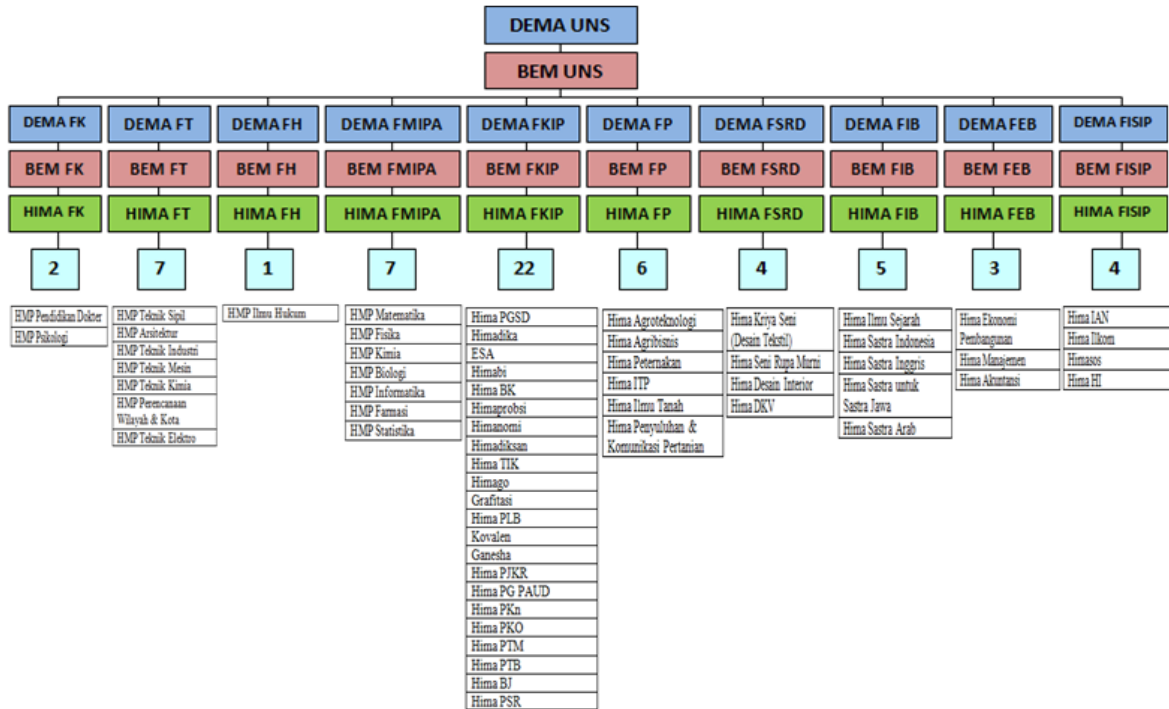 DEMA UNS
BEM UNS
DEMA FK
DEMA FT
DEMA FH
DEMA FMIPA
DEMA FKIP
DEMA FP
DEMA FSRD
DEMA FIB
DEMA FEB
DEMA FISIP
BEM FK
BEM FT
BEM FH
BEM FMIPA
BEM FKIP
BEM FP
BEM FSRD
BEM FIB
BEM FEB
BEM FISIP
HIMA FK
HIMA FT
HIMA FH
HIMA FMIPA
HIMA FKIP
HIMA FP
HIMA FSRD
HIMA FIB
HIMA FEB
HIMA FISIP
2
7
1
7
22
6
4
5
3
4
HMP Pendidikan Dokter
HMP Psikologi
HMP Teknik Sipil
HMP Arsitektur
HMP Teknik Industri
HMP Teknik Mesin
HMP Teknik Kimia
HMP Perencanaan
Wilayah & Kota
HMP Teknik Elektro
HMP Ilmu Hukum
HMP Matematika
HMP Fisika
HMP Kimia
HMP Biologi
HMP Informatika
HMP Farmasi
HMP Statistika
Hima PGSD
Himadika
ESA
Himabi
Hima BK
Himaprobsi
Himanomi
Himadiksan
Hima TIK
Himago
Grafitasi
Hima PLB
Kovalen
Ganesha
Hima PJKR
Hima PG PAUD
Hima PKn
Hima PKO
Hima PTM
Hima PTB
Hima BJ
Hima PSR
Hima Agroteknologi
Hima Agribisnis
Hima Peternakan
Hima ITP
Hima Ilmu Tanah
Hima Penyuluhan &
Komunikasi Pertanian
Hima Kriya Seni
(Desain Tekstil)
Hima Seni Rupa Murni
Hima Desain Interior
Hima DKV
Hima Ilmu Sejarah
Hima Sastra Indonesia
Hima Sastra Inggris
Hima Sastra untuk
Sastra Jawa
Hima Sastra Arab
Hima Ekonomi
Pembangunan
Hima Manajemen
Hima Akuntansi
Hima IAN
Hima Ilkom
Himasos
Hima HI